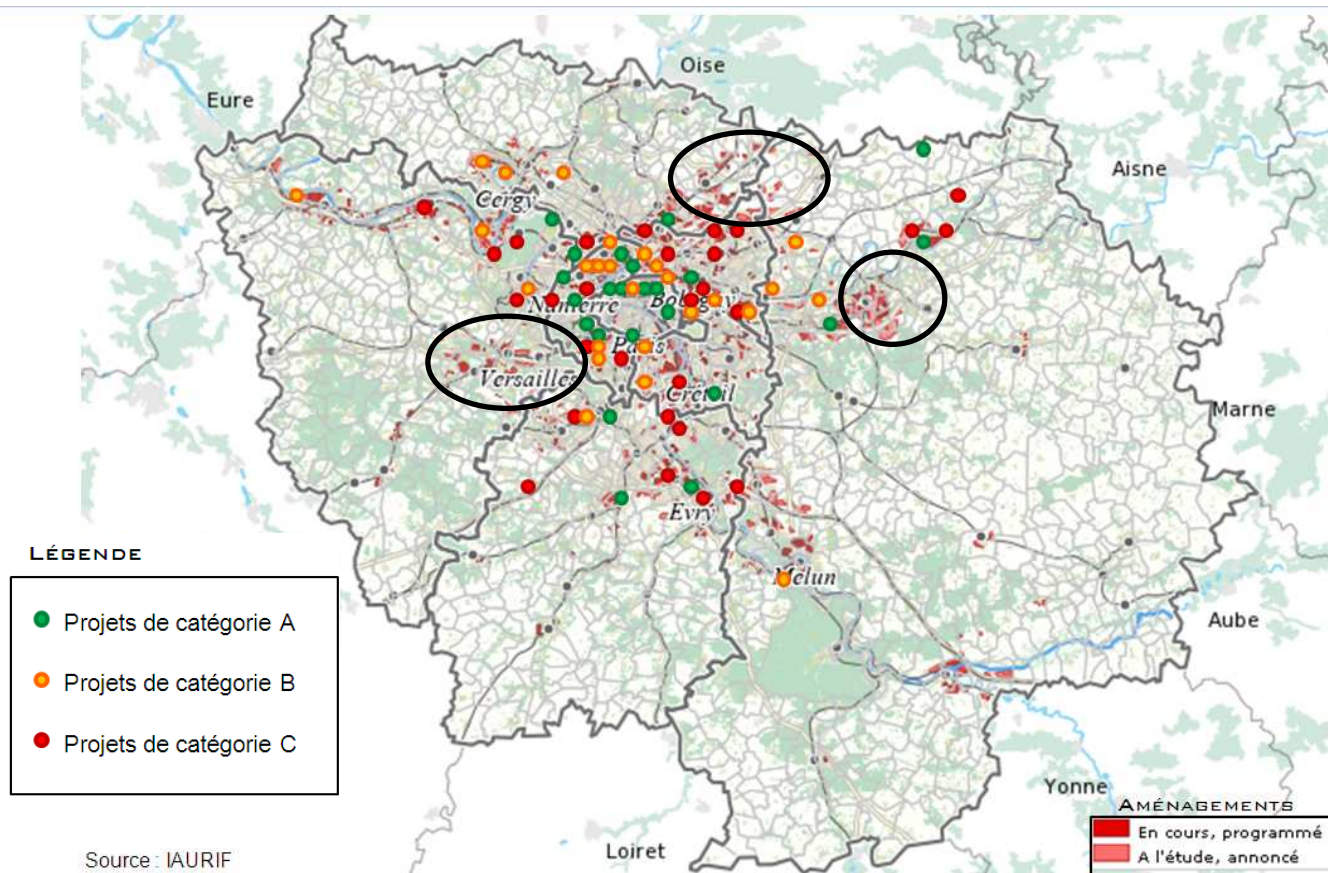 Oise
Eure
Aisne
Cergy
Nanterre
Bobigny
Paris
Versailles
Créteil
Marne
Evry
LÉGENDE
Projets de catégorie A
Projets de catégorie B
Projets de catégorie C
Melun
Aube
Yonne
AMÉNAGEMENTS
En cours, programmé
A l'étude, annoncé
Loiret
Source : IAURIF